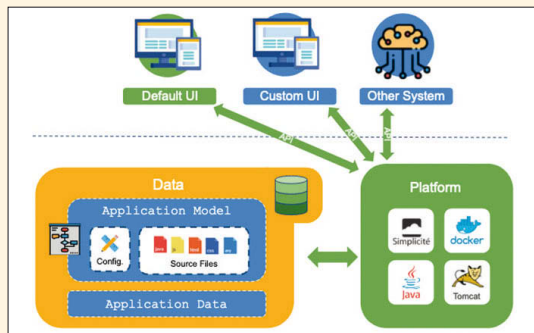 Default UI
Custom UI
Other System
API
API
API
Data
Application Model
Config.
Source Files
Application Data
Platform
Simplicité
docker
Java
Tomcat